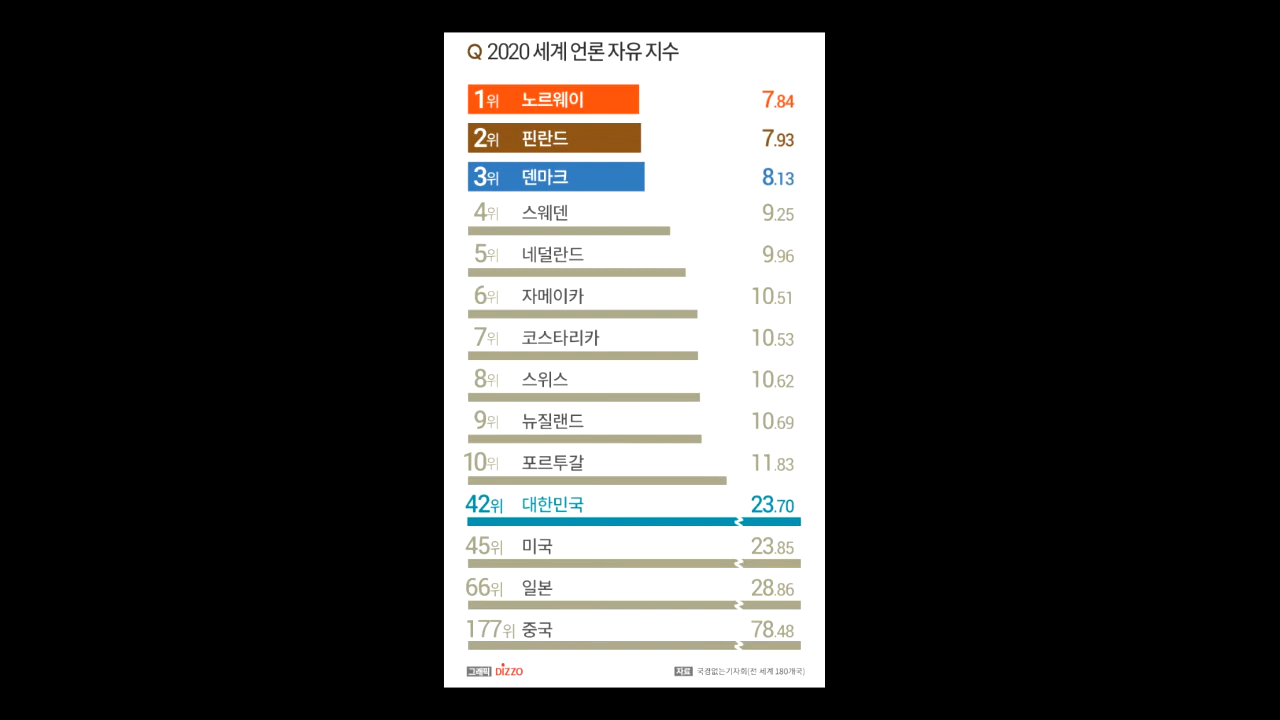 Q 2020 세계 언론 자유 지수
1위 노르웨이 7.84
2위 핀란드 7.93
3위 덴마크 8.13
4위 스웨덴 9.25
5위 네덜란드 9.96
6위 자메이카 10.51
7위 코스타리카 10.53
8위 스위스 10.62
9위 뉴질랜드 10.69
10위 포르투갈 11.83
42위 대한민국 23.70
45위 미국 23.85
66위 일본 28.86
177위 중국 78.48
그래픽 DIZZO 자료 국경없는기자회(전 세계 180개국)